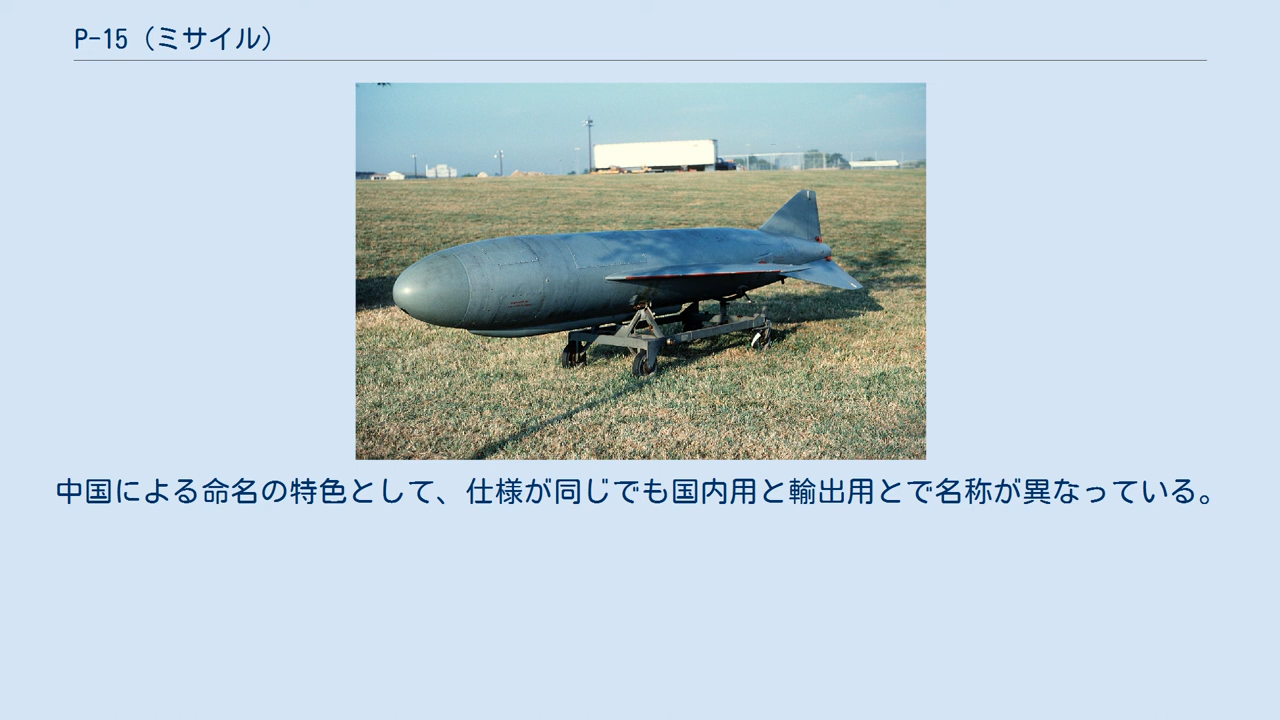 P-15（ミサイル）
中国による命名の特色として、仕様が同じでも国内用と輸出用とで名称が異なっている。